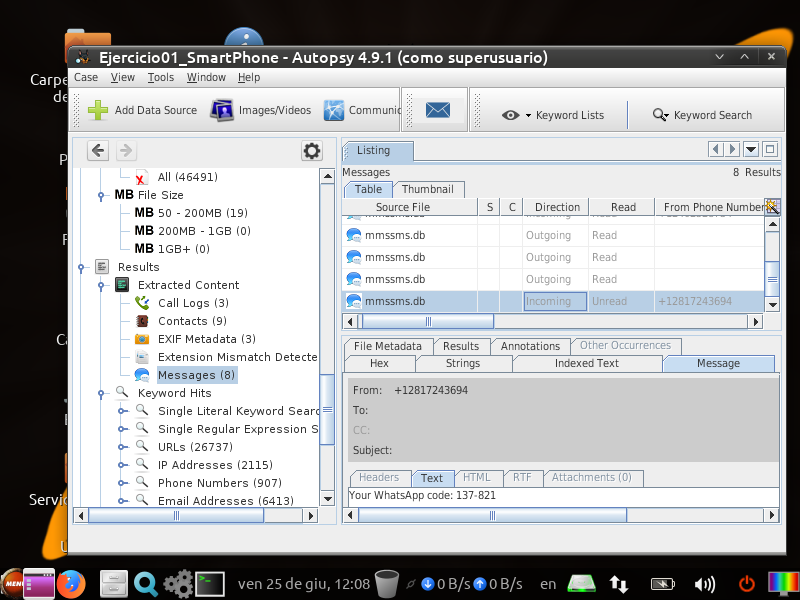 Ejercicio01_SmartPhone - Autopsy 4.9.1 (como superusuario)
Case View Tools Window Help
Add Data Source Images/Videos Communic Keyword Lists Keyword Search
Carpe
de
All (46491)
MB File Size
MB 50 - 200MB (19)
MB 200MB - 1GB (0)
MB 1GB+ (0)
Results
Extracted Content
Call Logs (3)
Contacts (9)
EXIF Metadata (3)
Extension Mismatch Detecte
Messages (8)
Keyword Hits
Single Literal Keyword Searc
Single Regular Expression S
URLs (26737)
IP Addresses (2115)
Phone Numbers (907)
Email Addresses (6413)
Listing
Messages 8 Results
Table Thumbnail
Source File S C Direction Read From Phone Number
mmssms.db
mmssms.db Outgoing Read
mmssms.db Outgoing Read
mmssms.db Outgoing Read
mmssms.db Incoming Unread +12817243694
File Metadata Results Annotations Other Occurrences
Hex Strings Indexed Text Message
From: +12817243694
To:
CC:
Subject:
Headers Text HTML RTF Attachments (0)
Your WhatsApp code: 137-821
Ca
Servic
MENU ven 25 de giu, 12:08 0 B/s 0 B/s en